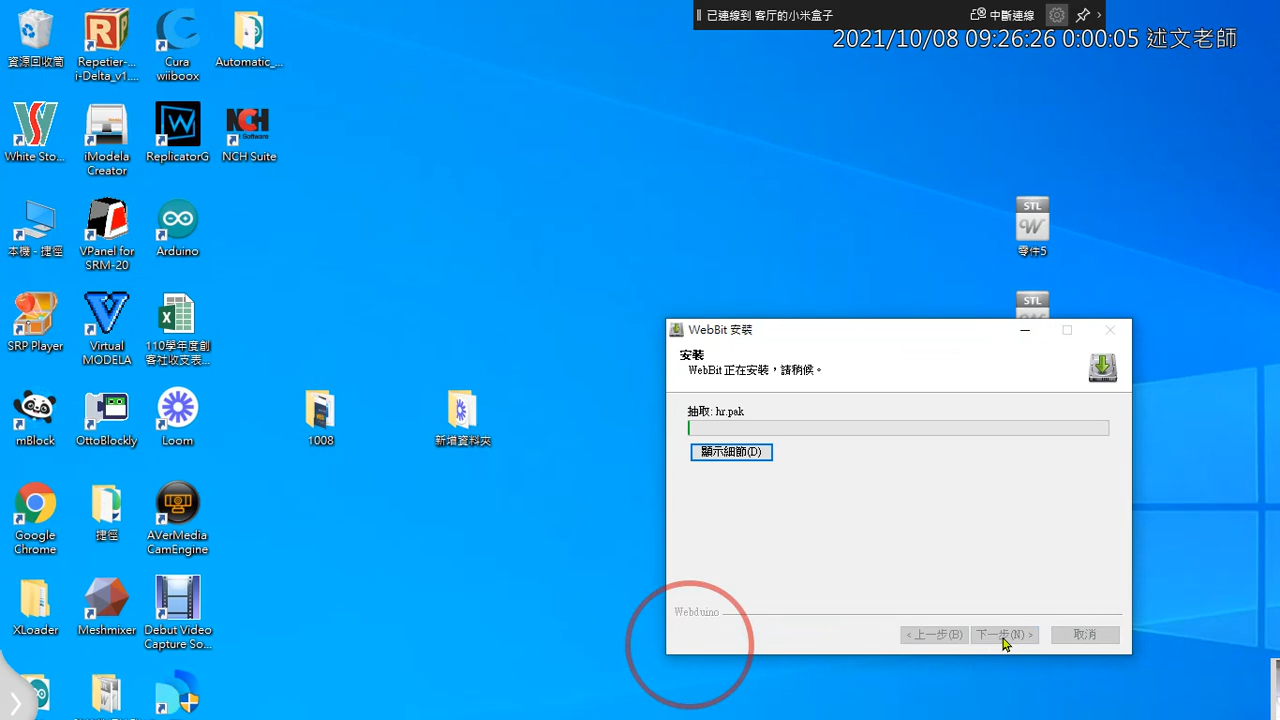 已連線到 客厅的小米盒子
中斷連線
2021/10/08 09:26:26 0:00:05 述文老師
資源回收筒
Repetier-...
i-Delta_v1....
Cura
wiiboox
Automatic_...
White Sto...
iModela
Creator
ReplicatorG
NCH
Software
NCH Suite
本機 - 捷徑
VPanel for
SRM-20
Arduino
STL
零件5
SRP Player
Virtual
MODELA
110學年度創
客社收支表...
STL
mBlock
OttoBlockly
Loom
1008
新增資料夾
Google
Chrome
捷徑
AVerMedia
CamEngine
XLoader
Meshmixer
Debut Video
Capture So...
WebBit 安裝
安裝
WebBit 正在安裝，請稍候。
抽取: hr.pak
顯示細節(D)
Webduino
< 上一步(B)
下一步(N) >
取消